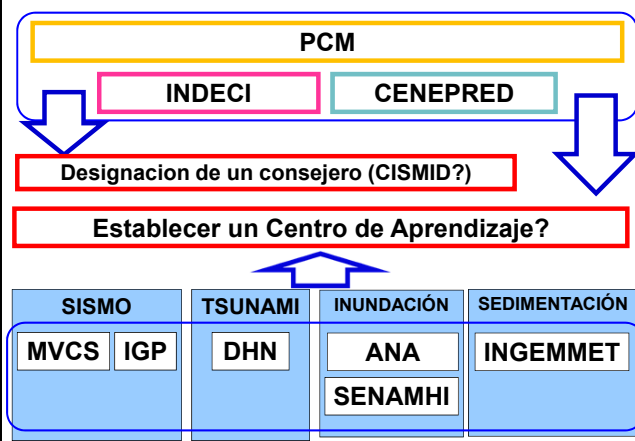 PCM
INDECI
CENEPRED
Designacion de un consejero (CISMID?)
Establecer un Centro de Aprendizaje?
SISMO
MVCS
IGP
TSUNAMI
DHN
INUNDACIÓN
ANA
SENAMHI
SEDIMENTACIÓN
INGEMMET